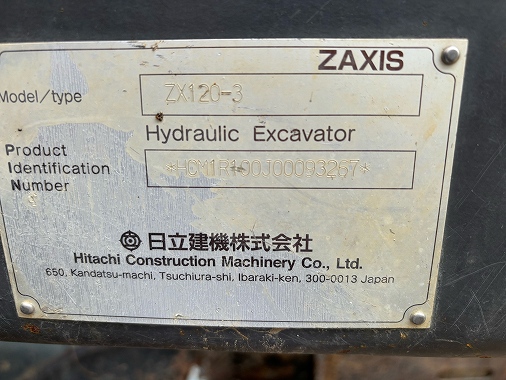 ZAXIS
Model/type ZX120-3
Hydraulic Excavator
Product
Identification *HCM1R100J00093267*
Number
日立建機株式会社
Hitachi Construction Machinery Co., Ltd.
650, Kandatsu-machi, Tsuchiura-shi, Ibaraki-ken, 300-0013 Japan